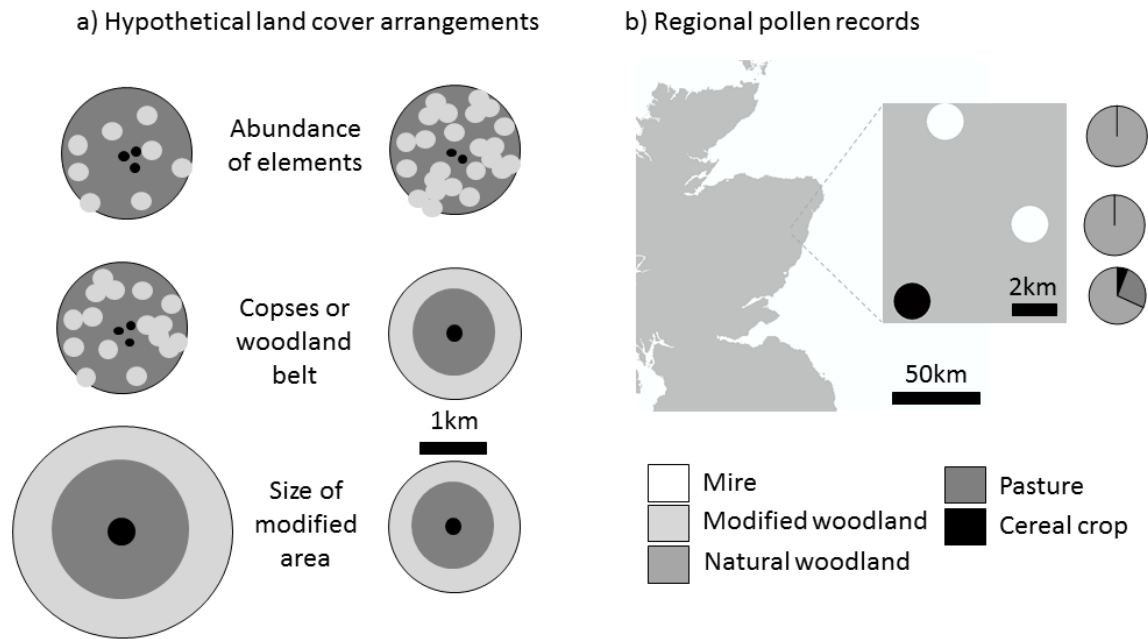 a) Hypothetical land cover arrangements
Abundance
of elements
Copses or
woodland
belt
1km
Size of
modified
area
b) Regional pollen records
2km
50km
Mire
Modified woodland
Natural woodland
Pasture
Cereal crop